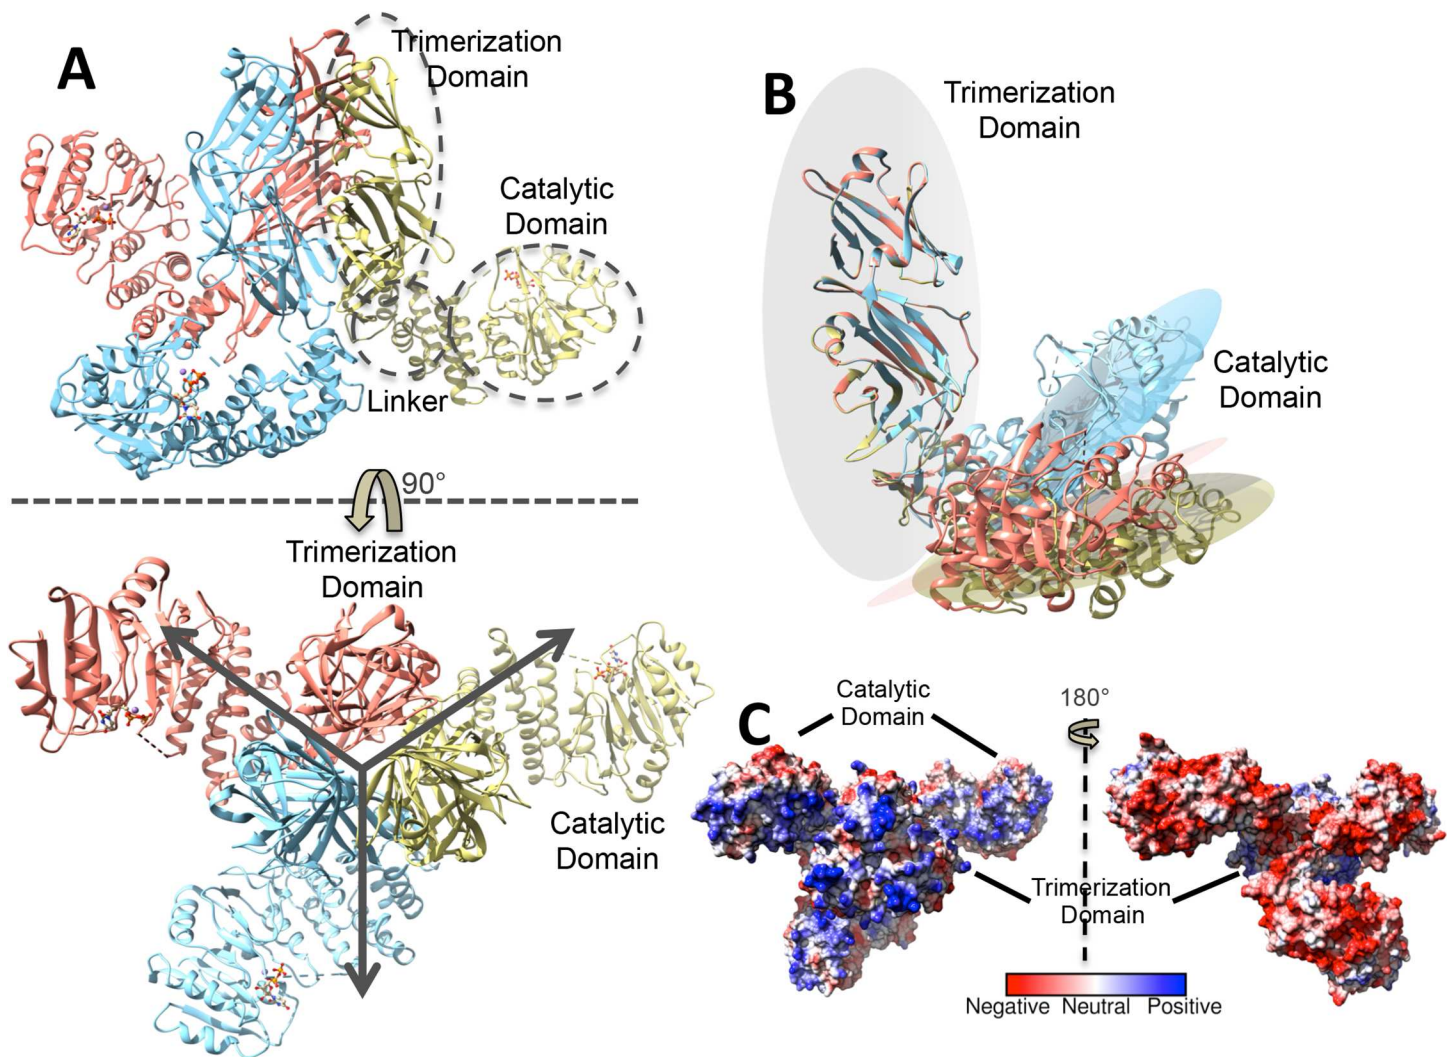 A
Trimerization
Domain
Catalytic
Domain
Linker
90°
Trimerization
Domain
Catalytic
Domain
B
Trimerization
Domain
Catalytic
Domain
C
Catalytic
Domain
180°
Trimerization
Domain
Negative Neutral Positive